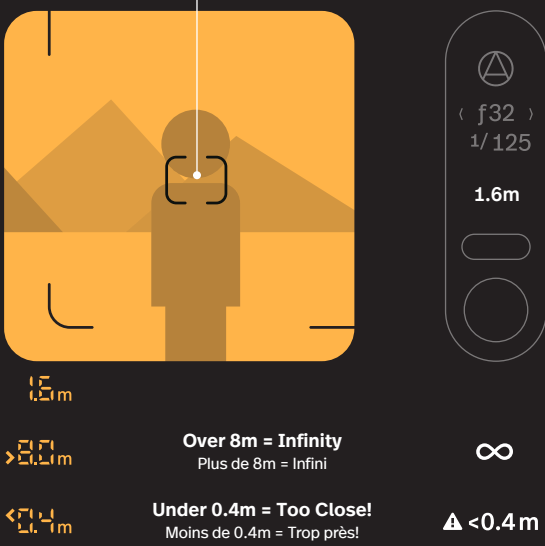 ‹ ƒ32 ›
1/125
1.6m
1.6m
>8.0m
Over 8m = Infinity
Plus de 8m = Infini
∞
<0.4m
Under 0.4m = Too Close!
Moins de 0.4m = Trop près!
<0.4m